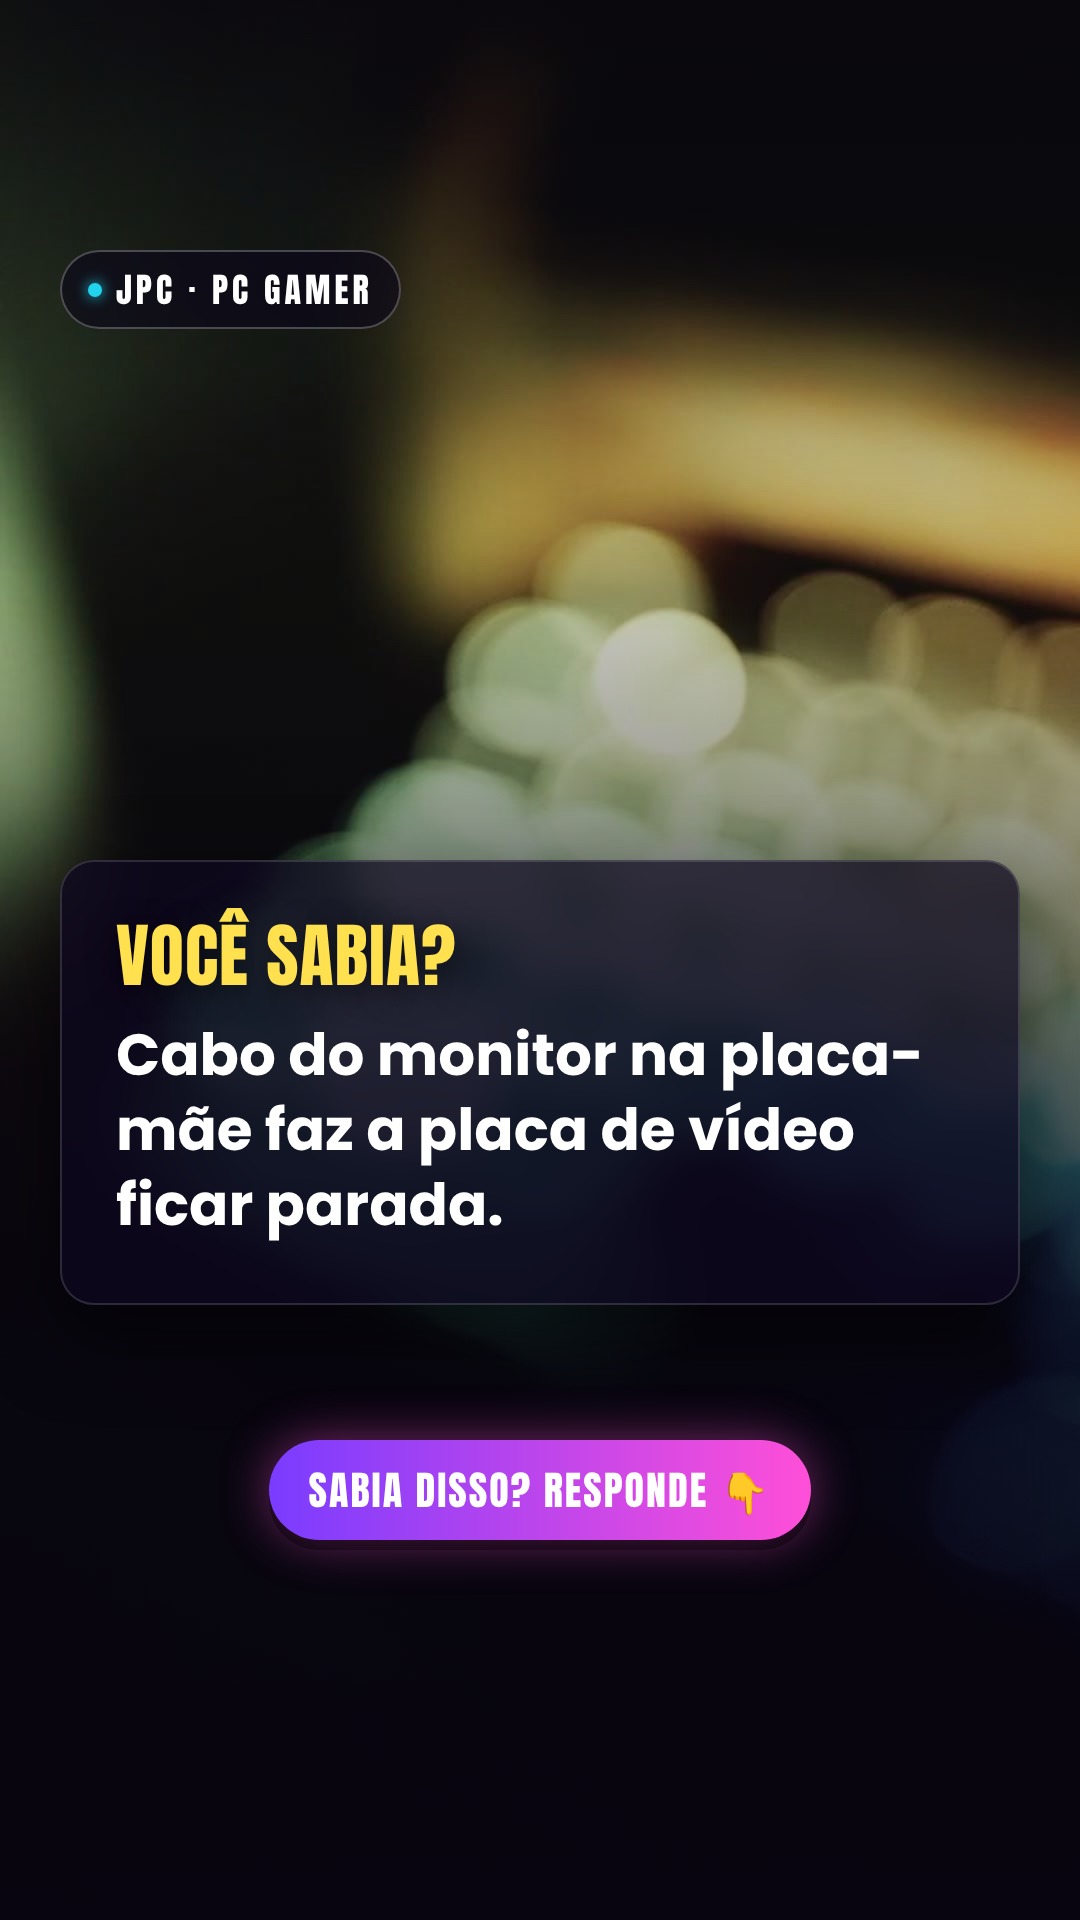 JPC · PC GAMER
VOCÊ SABIA?
Cabo do monitor na placa-
mãe faz a placa de vídeo
ficar parada.
SABIA DISSO? RESPONDE 👇